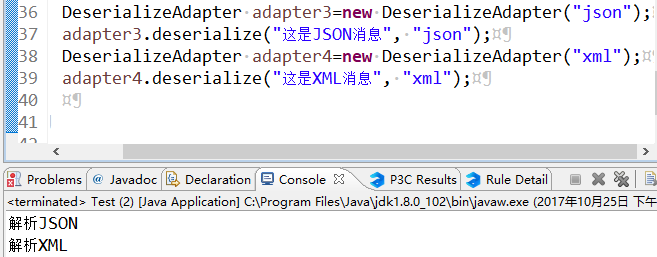 36 DeserializeAdapter adapter3=new DeserializeAdapter("json");
37 adapter3.deserialize("这是JSON消息", "json");¤¶
38 DeserializeAdapter adapter4=new DeserializeAdapter("xml");¤¶
39 adapter4.deserialize("这是XML消息", "xml");¤¶
40 ¤¶
41
Problems @ Javadoc Declaration Console P3C Results Rule Detail
<terminated> Test (2) [Java Application] C:\Program Files\Java\jdk1.8.0_102\bin\javaw.exe (2017年10月25日 下午
解析JSON
解析XML